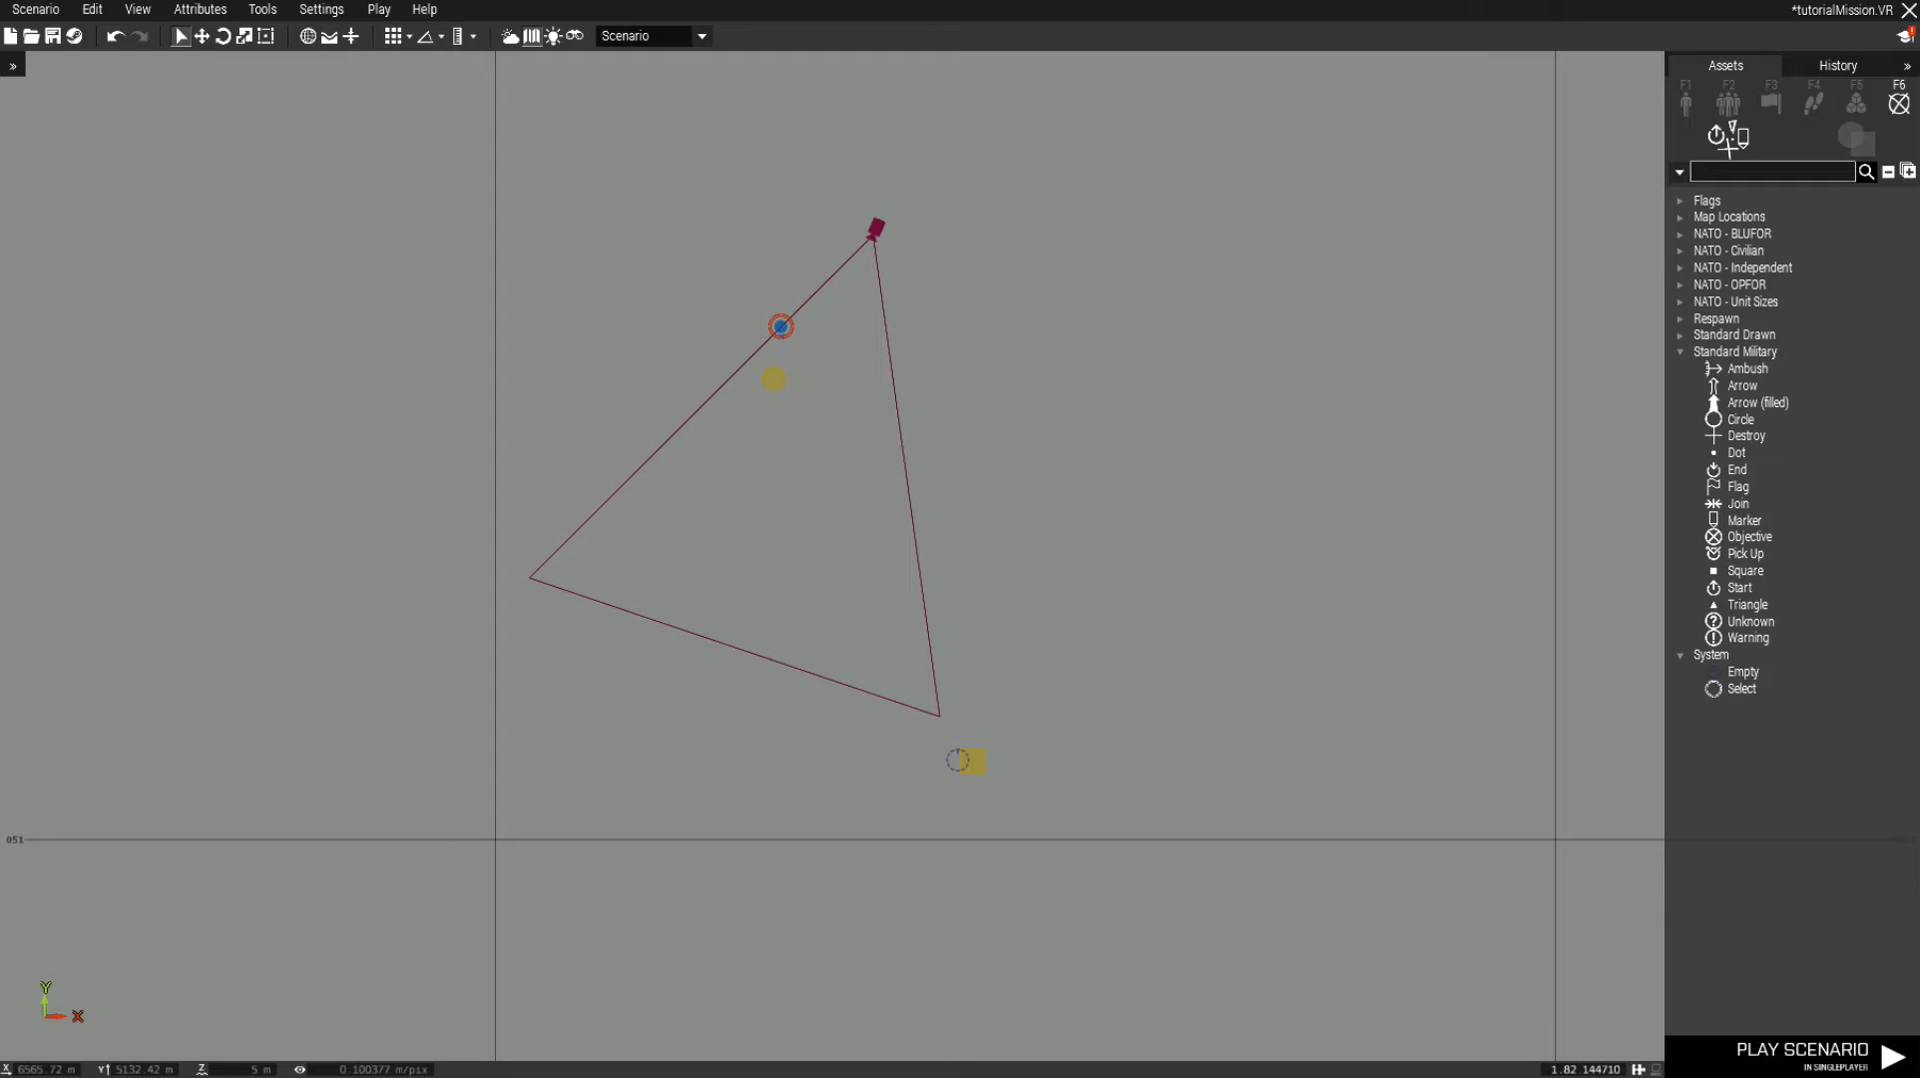 Scenario Edit View Attributes Tools Settings Play Help *tutorialMission.VR
Scenario
Assets History
F1 F2 F3 F4 F5 F6
Flags
Map Locations
NATO - BLUFOR
NATO - Civilian
NATO - Independent
NATO - OPFOR
NATO - Unit Sizes
Respawn
Standard Drawn
Standard Military
Ambush
Arrow
Arrow (filled)
Circle
Destroy
Dot
End
Flag
Join
Marker
Objective
Pick Up
Square
Start
Triangle
Unknown
Warning
System
Empty
Select
051
Y
X
PLAY SCENARIO
IN SINGLEPLAYER
X 6565.72 m Y 5132.42 m Z 5 m 0.100377 m/pix 1.82.144710